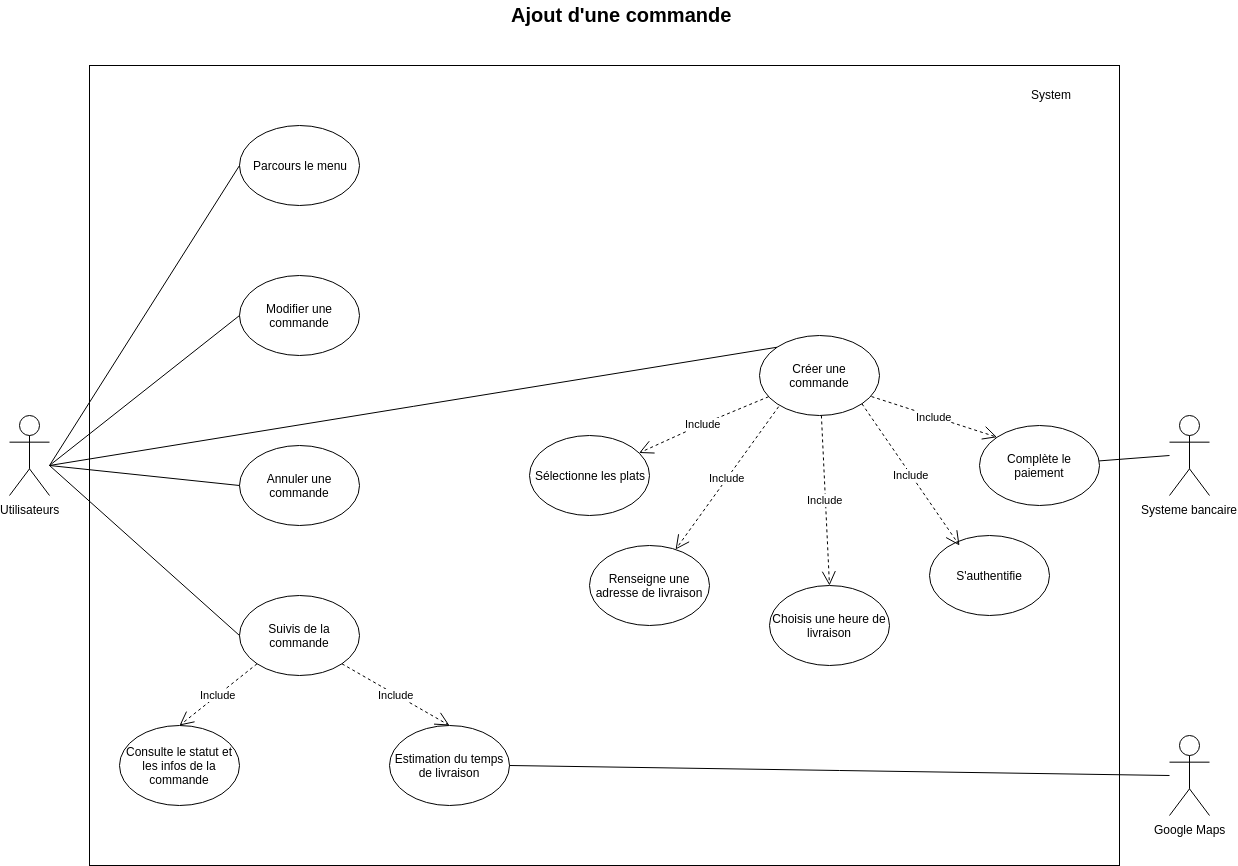 Ajout d'une commande
System
Parcours le menu
Modifier une
commande
Créer une
commande
Include
Include
Include
Include
Include
Sélectionne les plats
Complète le
paiement
Annuler une
commande
Utilisateurs
Systeme bancaire
Renseigne une
adresse de livraison
S'authentifie
Choisis une heure de
livraison
Suivis de la
commande
Include
Include
Consulte le statut et
les infos de la
commande
Estimation du temps
de livraison
Google Maps